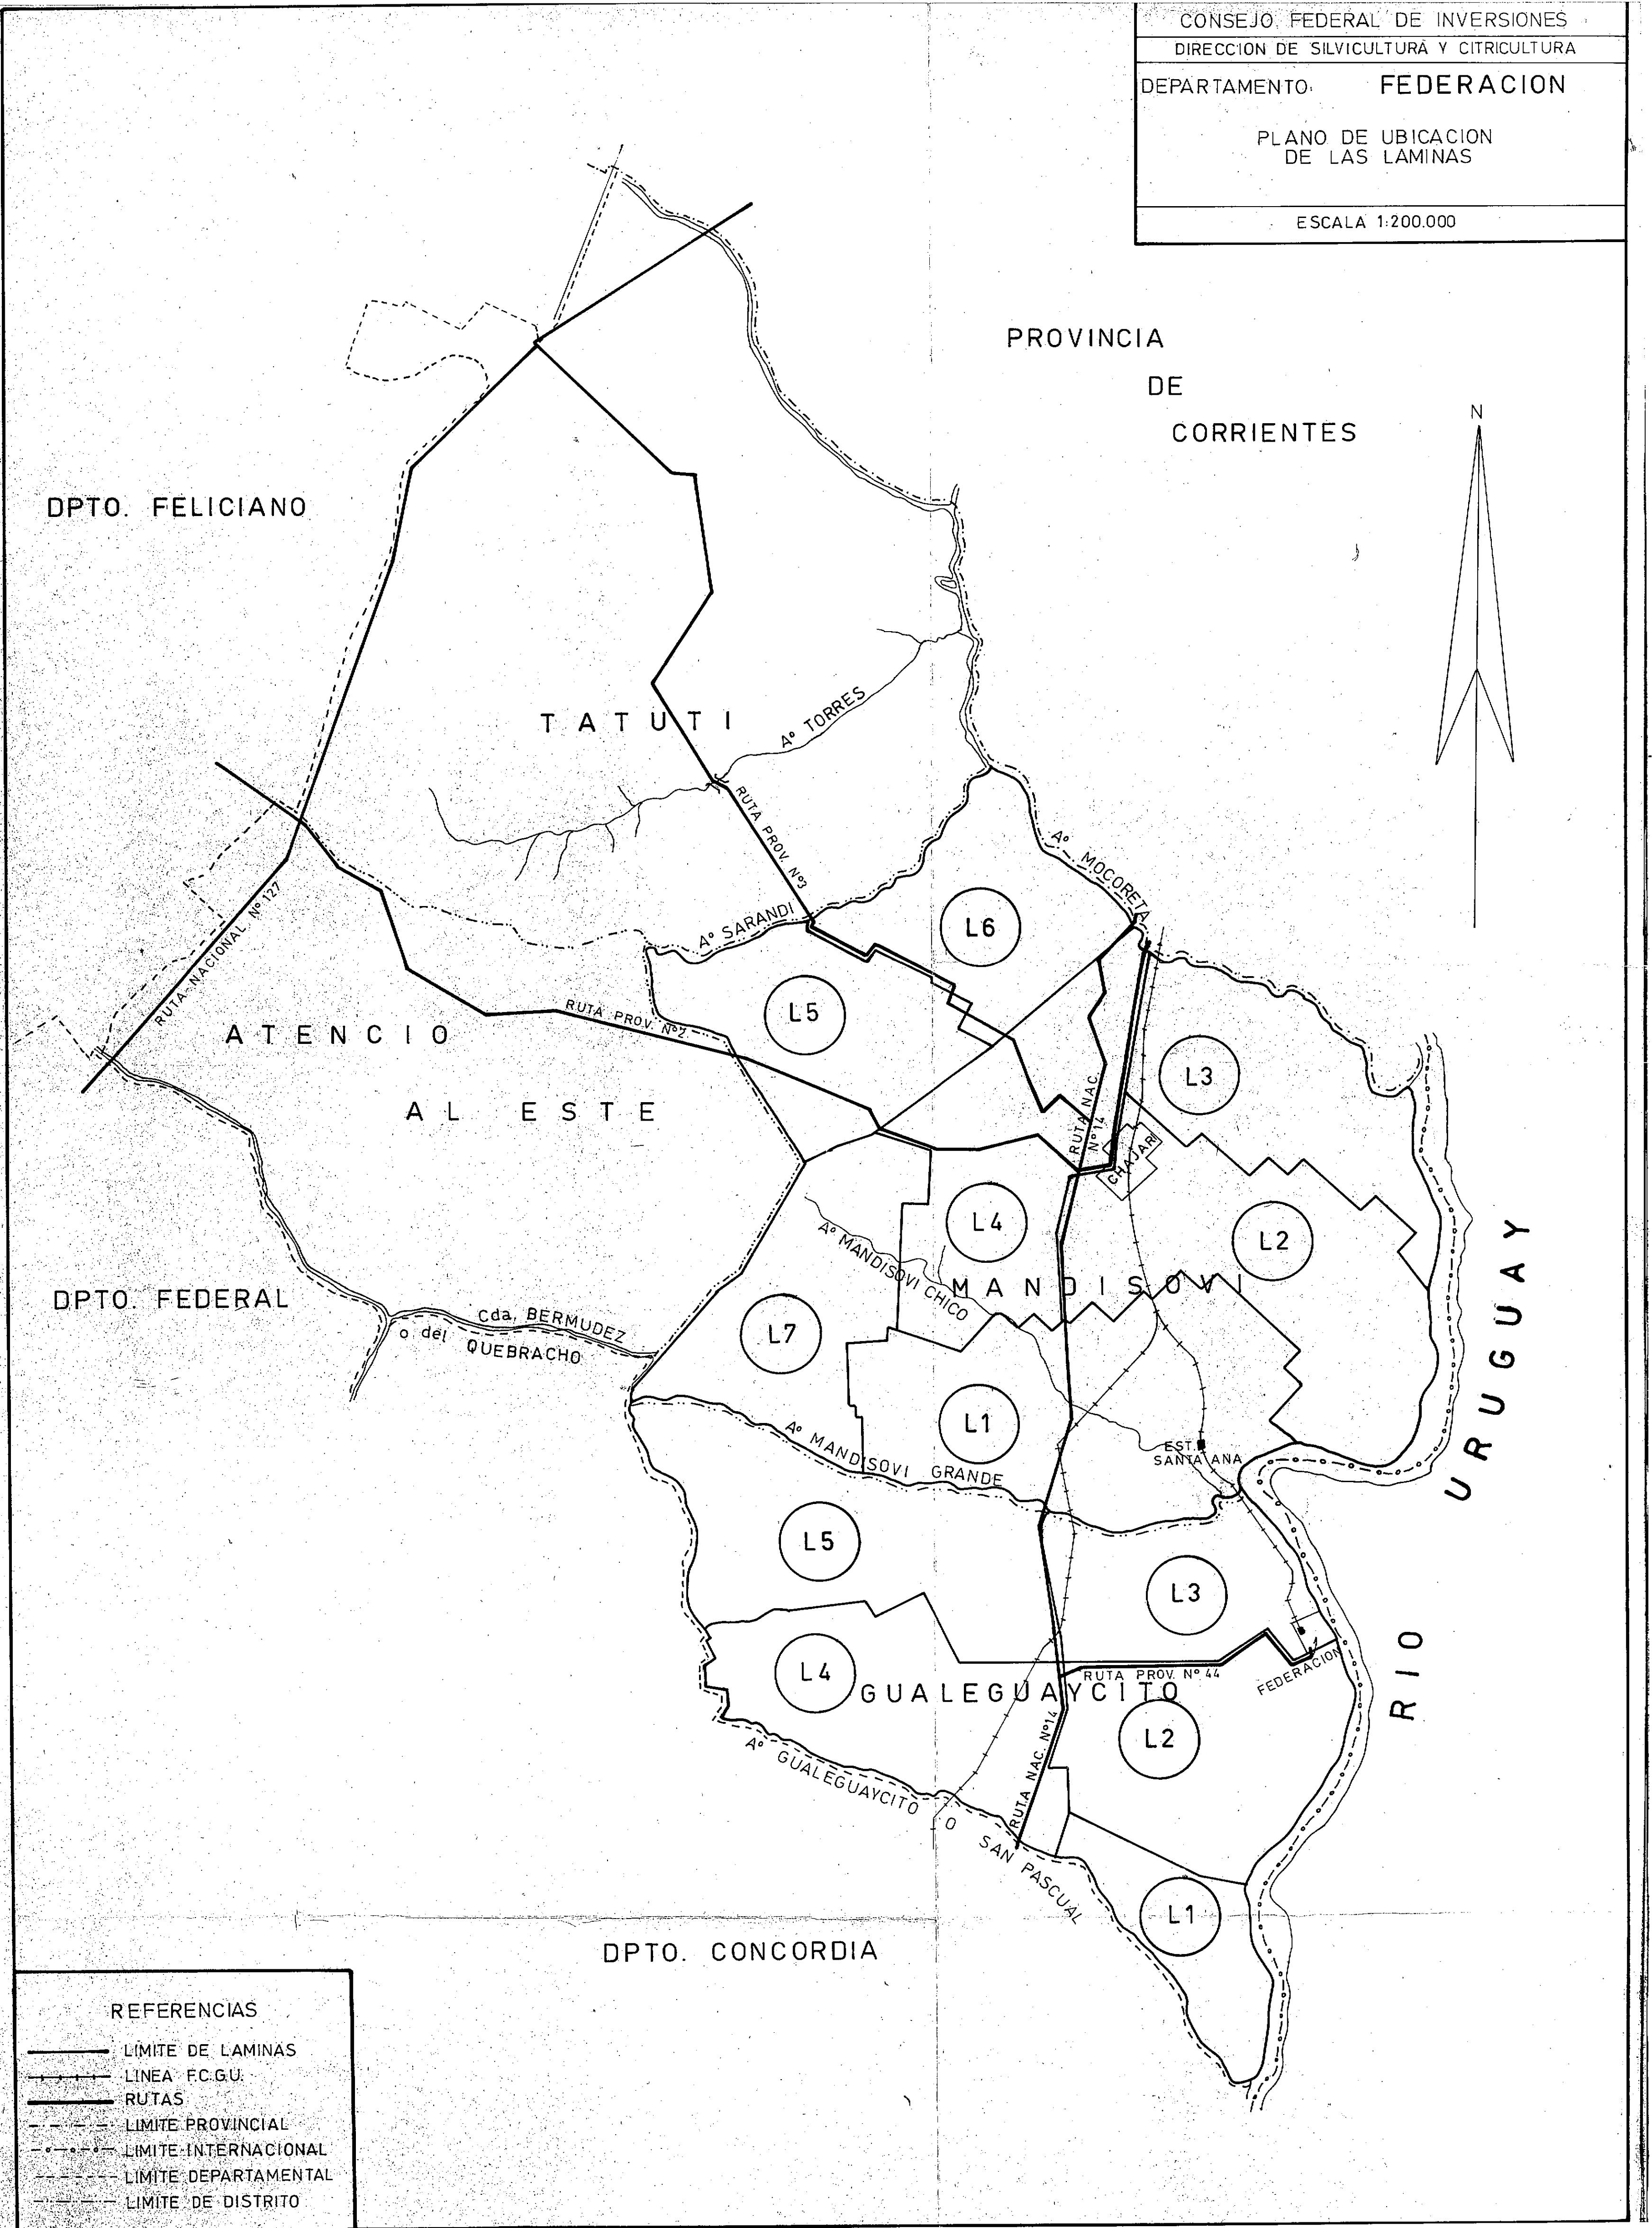 CONSEJO FEDERAL DE INVERSIONES
DIRECCION DE SILVICULTURA Y CITRICULTURA
DEPARTAMENTO: FEDERACION
PLANO DE UBICACION
DE LAS LAMINAS
ESCALA 1:200.000
PROVINCIA
DE
CORRIENTES
N
DPTO. FELICIANO
TATUTI
Aº TORRES
RUTA PROV. Nº3
Aº MOCORETA
RUTA NACIONAL Nº 127
Aº SARANDI
L6
L5
RUTA PROV. Nº2
ATENCIO
AL ESTE
L3
RUTA NAC.
Nº 14
CHAJARI
L4
L2
Aº MANDISOVI CHICO
MANDISOVI
DPTO. FEDERAL
Cda. BERMUDEZ
o del QUEBRACHO
L7
L1
Aº MANDISOVI GRANDE
EST.
SANTA ANA
RIO URUGUAY
L5
L3
L4
RUTA PROV. Nº 44
FEDERACION
GUALEGUAYCITO
L2
RUTA NAC. Nº14
Aº GUALEGUAYCITO O SAN PASCUAL
L1
DPTO. CONCORDIA
REFERENCIAS
LIMITE DE LAMINAS
LINEA F.C.G.U.
RUTAS
LIMITE PROVINCIAL
LIMITE INTERNACIONAL
LIMITE DEPARTAMENTAL
LIMITE DE DISTRITO